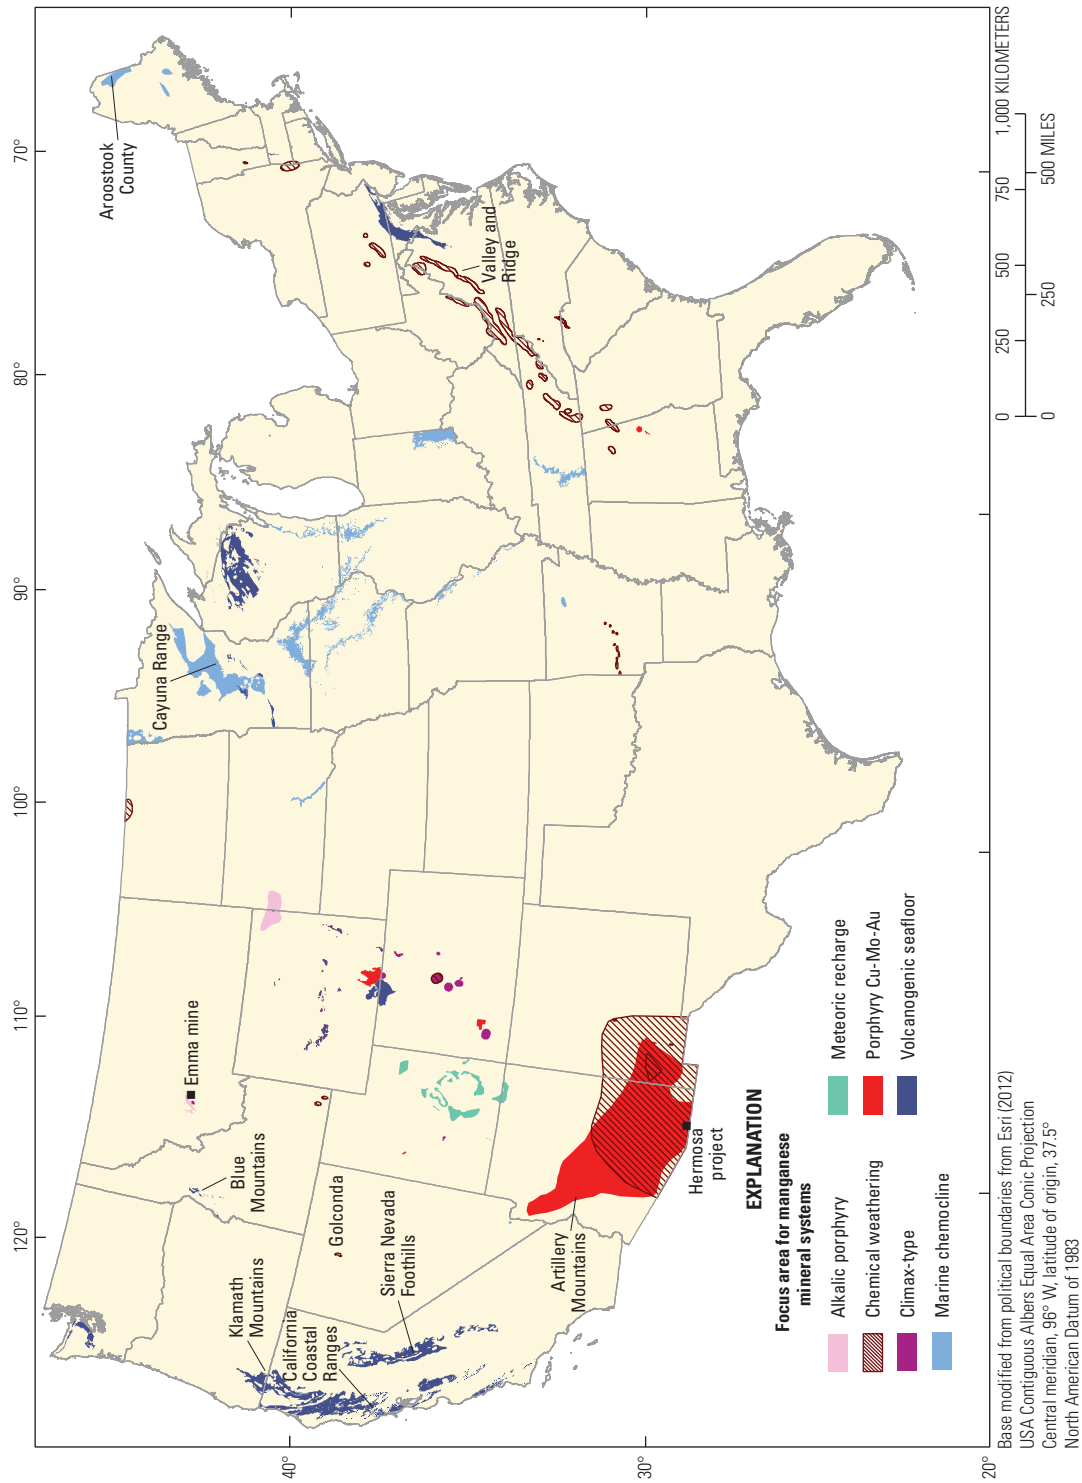 120°
110°
100°
90°
80°
70°
40°
30°
20°
Aroostook
County
Cayuna Range
Emma mine
Blue
Mountains
Klamath
Mountains
Golconda
California
Coastal
Ranges
Sierra Nevada
Foothills
Valley and
Ridge
Artillery
Mountains
Hermosa
project
EXPLANATION
Focus area for manganese
mineral systems
Alkalic porphyry
Chemical weathering
Climax-type
Marine chemocline
Meteoric recharge
Porphyry Cu-Mo-Au
Volcanogenic seafloor
Base modified from political boundaries from Esri (2012)
USA Contiguous Albers Equal Area Conic Projection
Central meridian, 96° W, latitude of origin, 37.5°
North American Datum of 1983
0 250 500 750 1,000 KILOMETERS
0 250 500 MILES